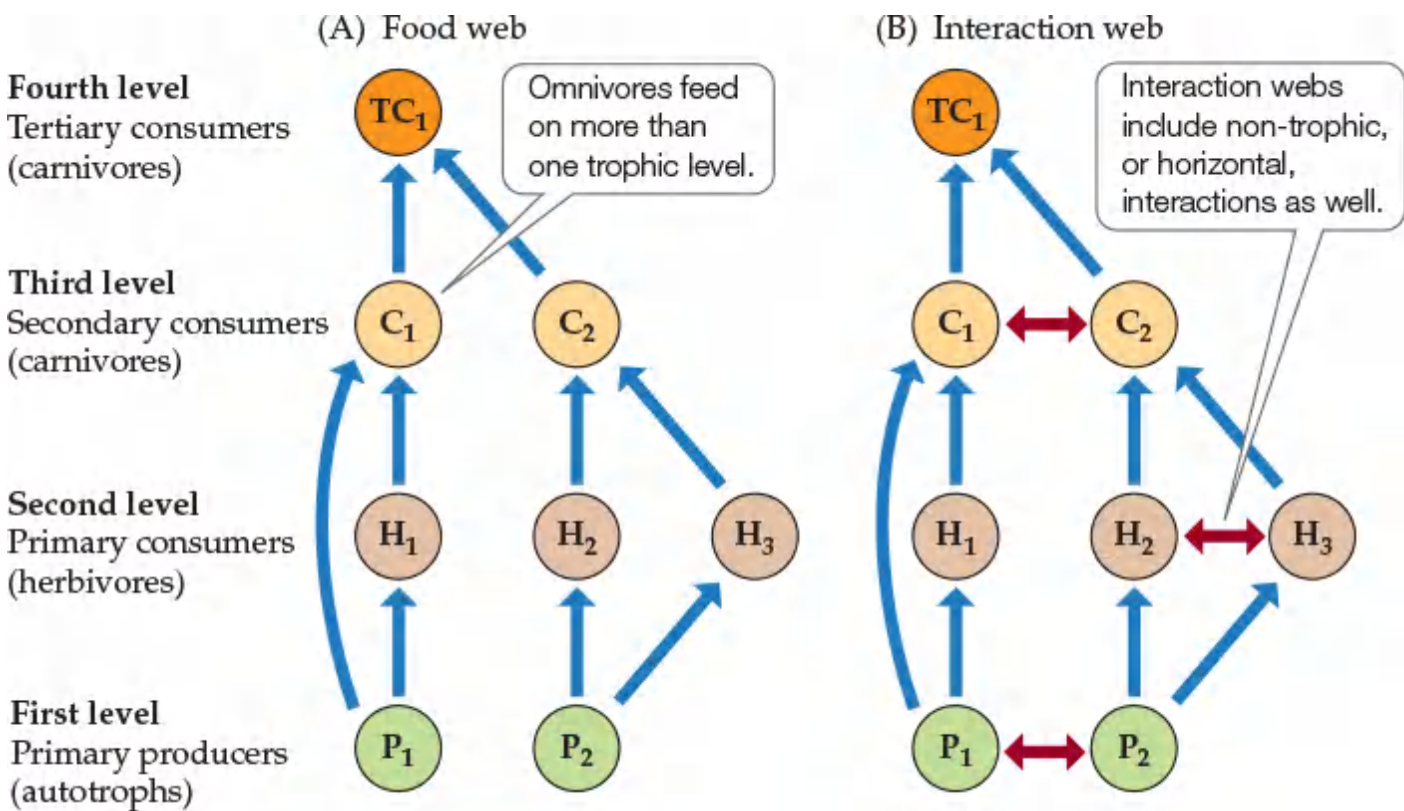 (A) Food web
Fourth level
Tertiary consumers
(carnivores)
TC1
Omnivores feed
on more than
one trophic level.
Third level
Secondary consumers
(carnivores)
C1
C2
Second level
Primary consumers
(herbivores)
H1
H2
H3
First level
Primary producers
(autotrophs)
P1
P2
(B) Interaction web
TC1
Interaction webs
include non-trophic,
or horizontal,
interactions as well.
C1
C2
H1
H2
H3
P1
P2